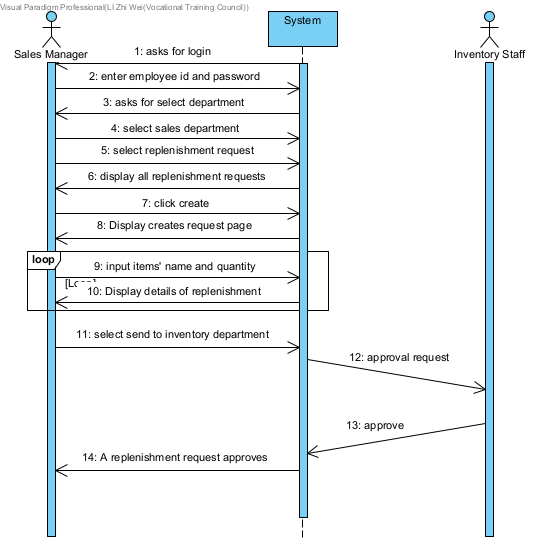 Visual Paradigm Professional(LI Zhi Wei(Vocational Training Council))
System
Sales Manager
Inventory Staff
1: asks for login
2: enter employee id and password
3: asks for select department
4: select sales department
5: select replenishment request
6: display all replenishment requests
7: click create
8: Display creates request page
loop
9: input items' name and quantity
10: Display details of replenishment
11: select send to inventory department
12: approval request
13: approve
14: A replenishment request approves